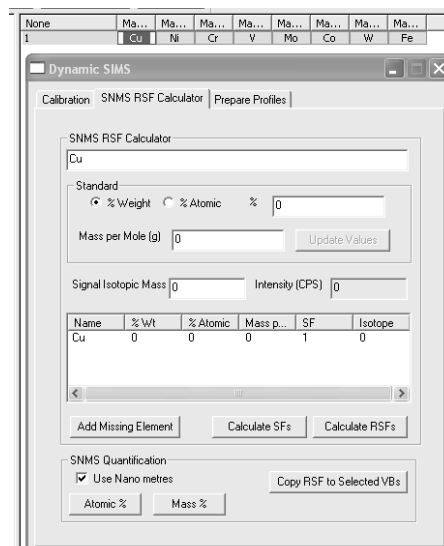 None Ma... Ma... Ma... Ma... Ma... Ma... Ma... Ma...
1 Cu Ni Cr V Mo Co W Fe
Dynamic SIMS
Calibration SNMS RSF Calculator Prepare Profiles
SNMS RSF Calculator
Cu
Standard
% Weight % Atomic % 0
Mass per Mole (g) 0 Update Values
Signal Isotopic Mass 0 Intensity (CPS) 0
Name % Wt % Atomic Mass p... SF Isotope
Cu 0 0 0 1 0
Add Missing Element Calculate SFs Calculate RSFs
SNMS Quantification
Use Nano metres Copy RSF to Selected VBs
Atomic % Mass %